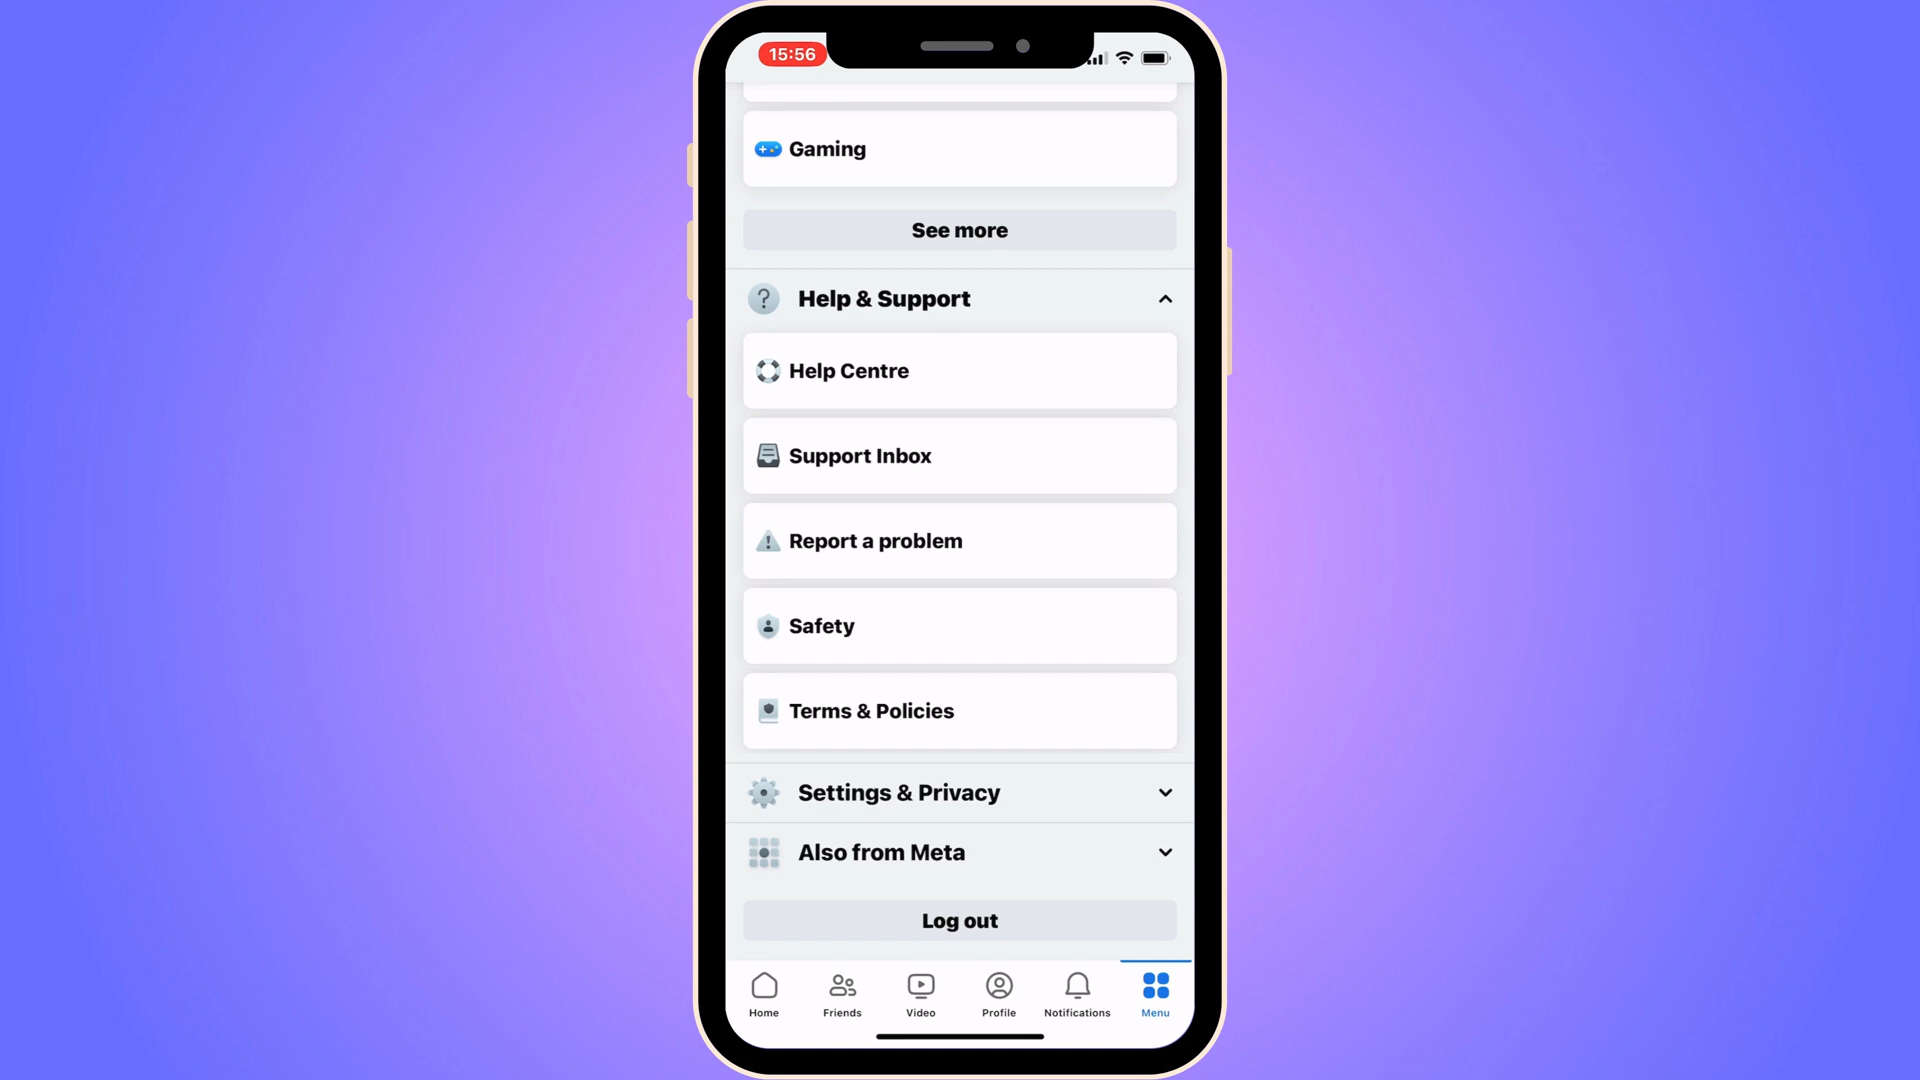 15:56
Gaming
See more
Help & Support
Help Centre
Support Inbox
Report a problem
Safety
Terms & Policies
Settings & Privacy
Also from Meta
Log out
Home Friends Video Profile Notifications Menu